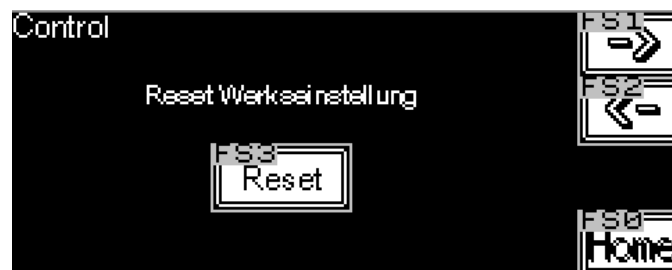 Control
FS1
FS2
Reset Werkseinstellung
FS3
Reset
FS0
Home